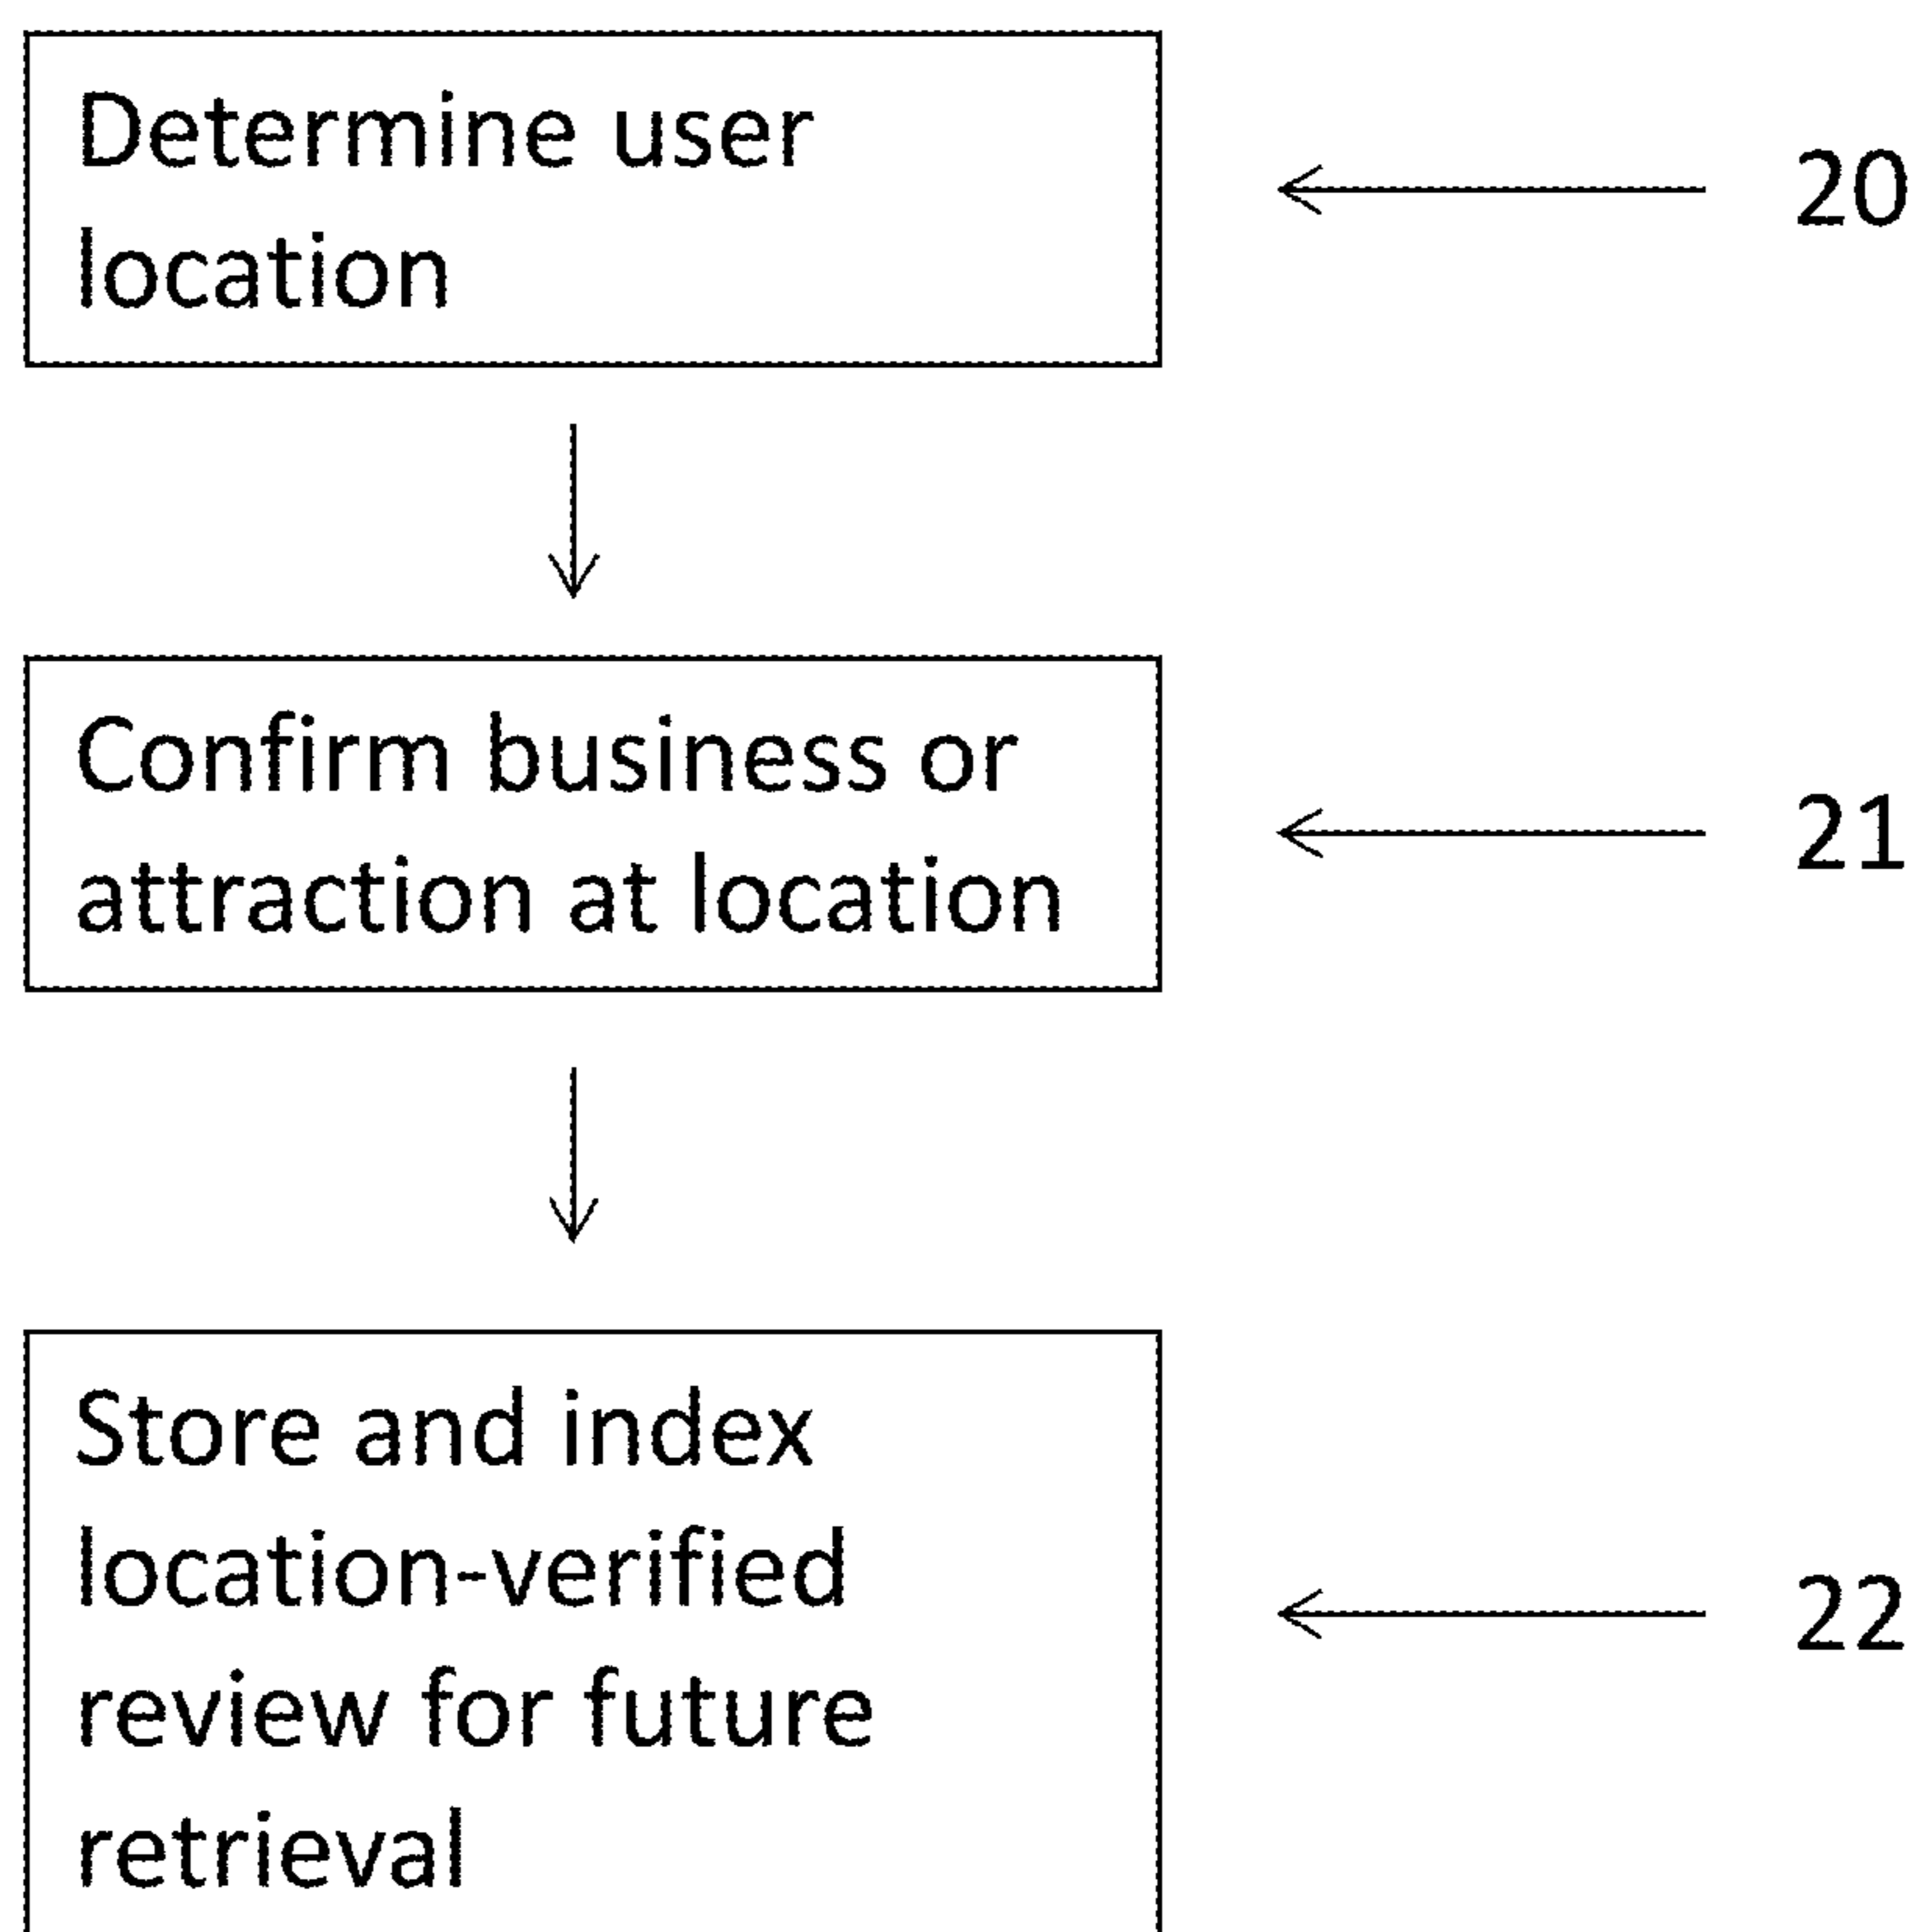 Determine user
location
20
Confirm business or
attraction at location
21
Store and index
location-verified
review for future
retrieval
22